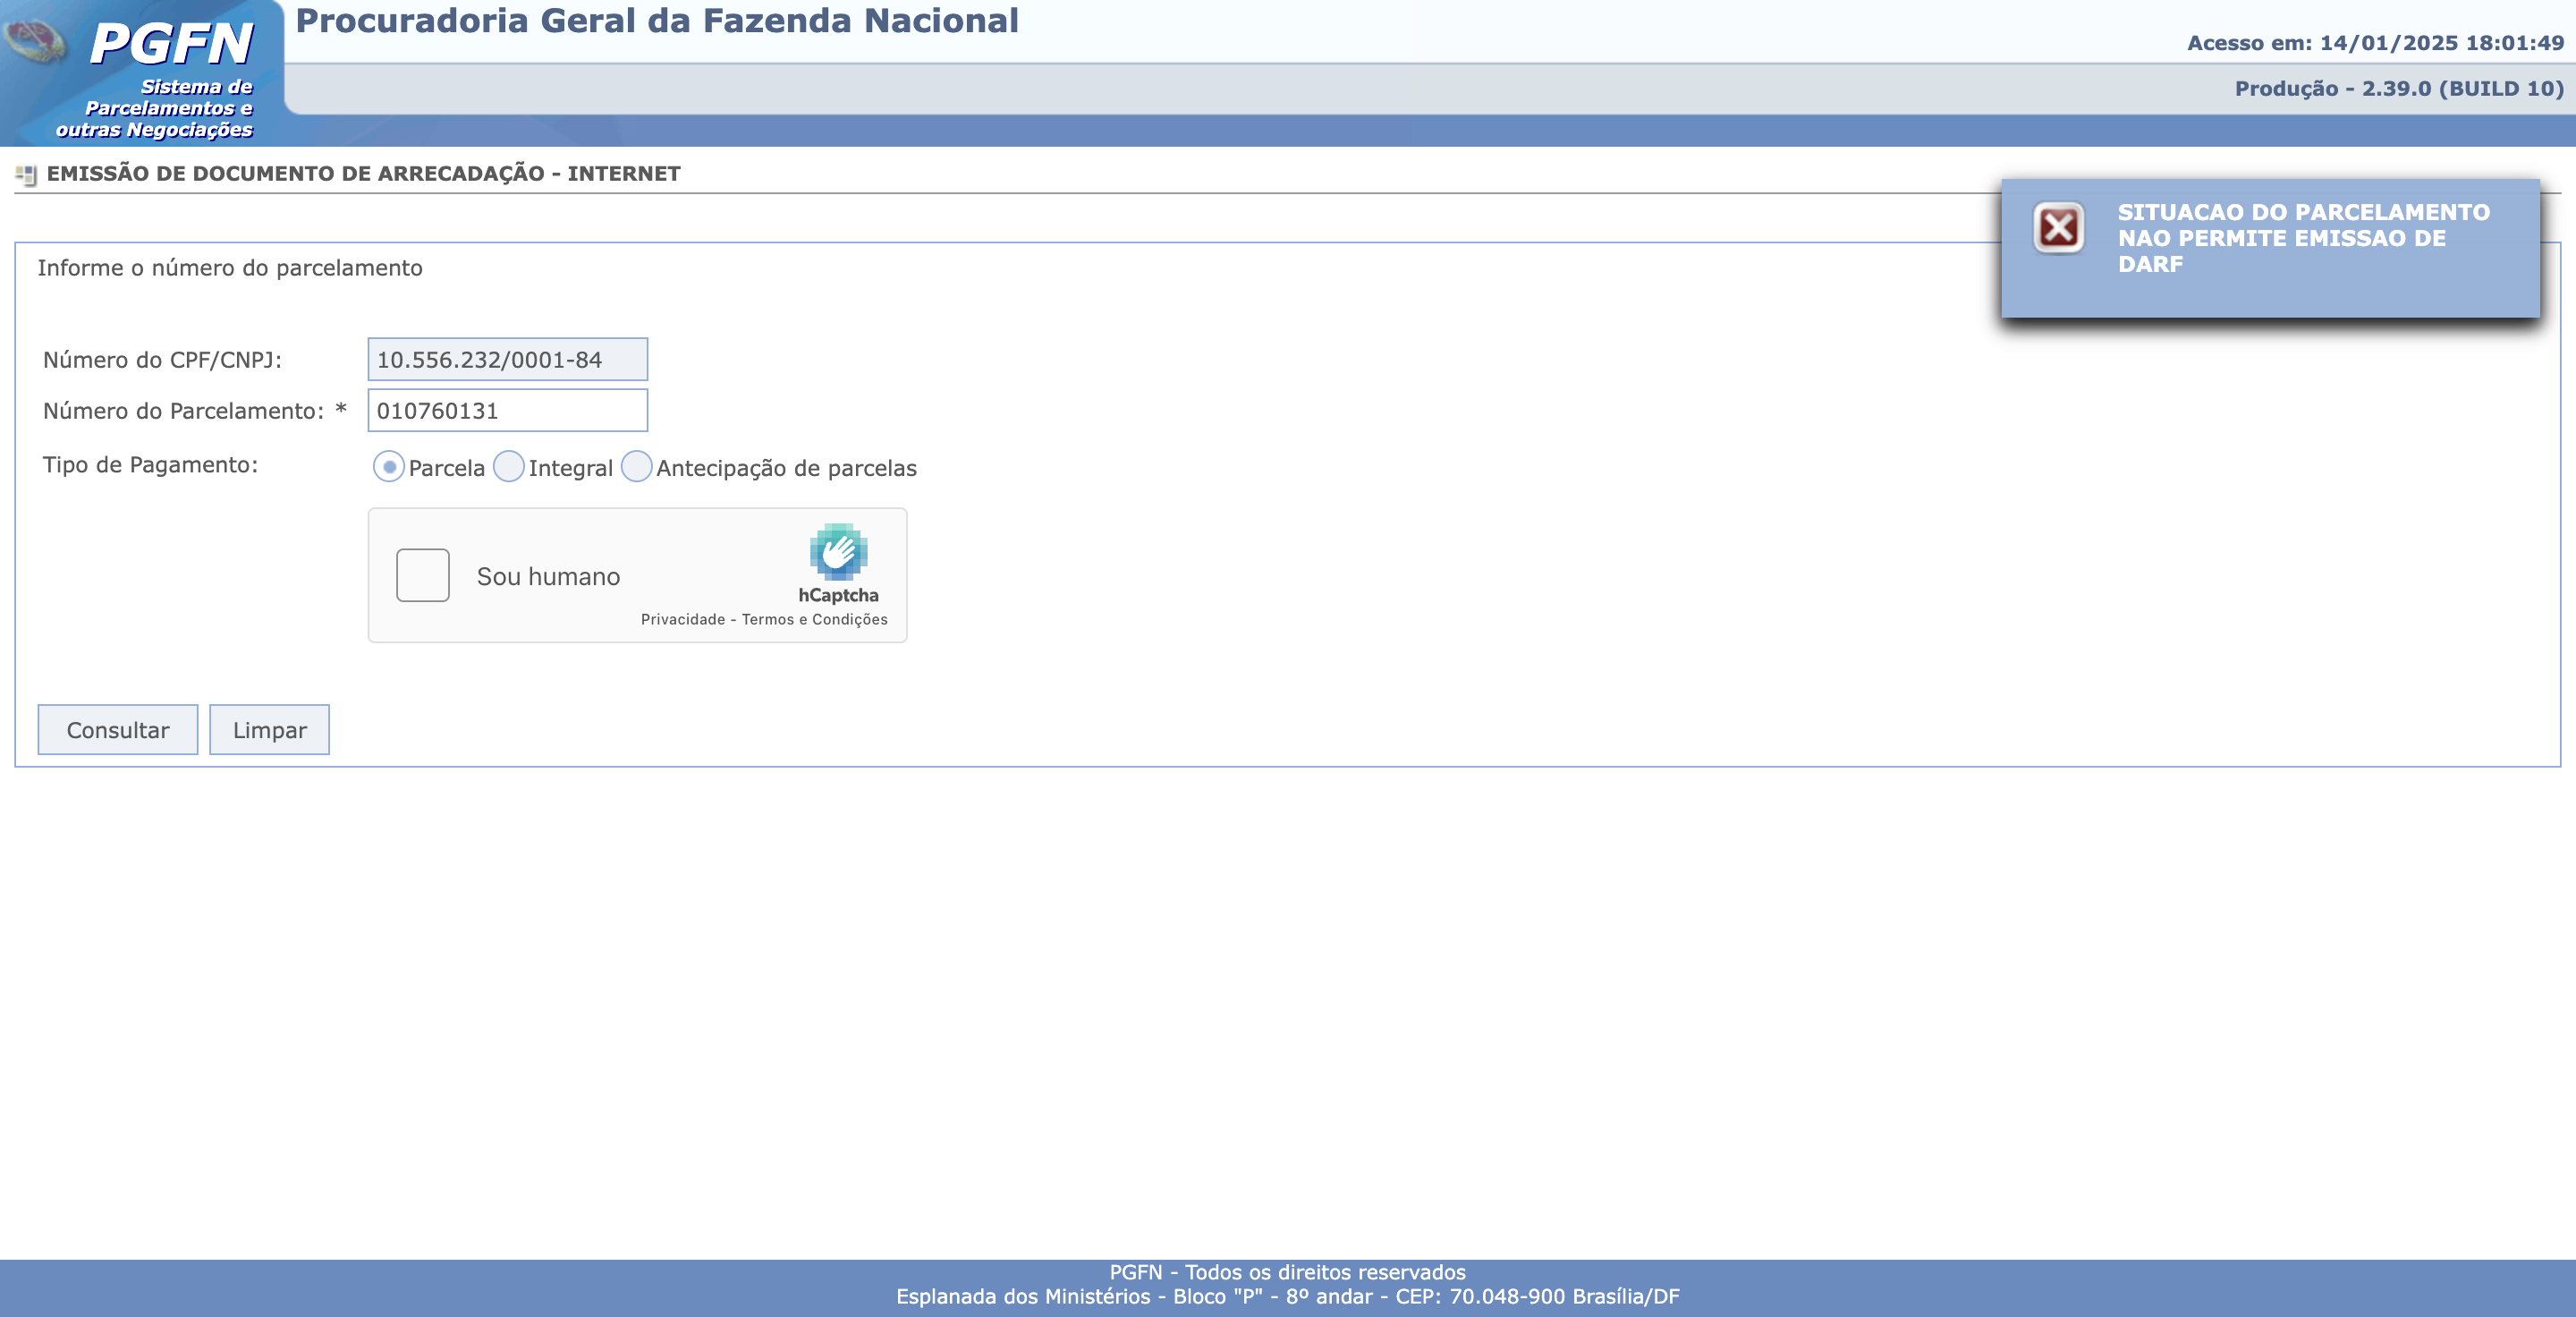 PGFN
Sistema de
Parcelamentos e
outras Negociações
Procuradoria Geral da Fazenda Nacional
Acesso em: 14/01/2025 18:01:49
Produção - 2.39.0 (BUILD 10)
EMISSÃO DE DOCUMENTO DE ARRECADAÇÃO - INTERNET
SITUACAO DO PARCELAMENTO
NAO PERMITE EMISSAO DE
DARF
Informe o número do parcelamento
Número do CPF/CNPJ: 10.556.232/0001-84
Número do Parcelamento: * 010760131
Tipo de Pagamento: Parcela Integral Antecipação de parcelas
Sou humano
hCaptcha
Privacidade - Termos e Condições
Consultar Limpar
PGFN - Todos os direitos reservados
Esplanada dos Ministérios - Bloco "P" - 8º andar - CEP: 70.048-900 Brasília/DF